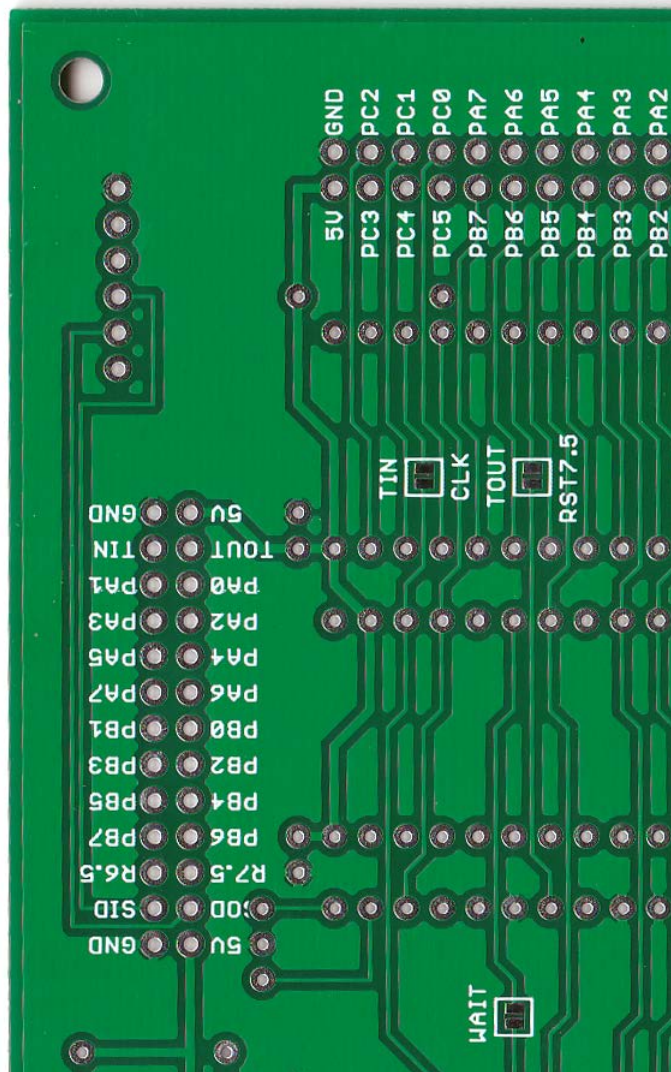 GND PC2 PC1 PC0 PA7 PA6 PA5 PA4 PA3 PA2
5V PC3 PC4 PC5 PB7 PB6 PB5 PB4 PB3 PB2
TIN CLK TOUT RST7.5
GND 5V
TIN TOUT
PA1 PA0
PA3 PA2
PA5 PA4
PA7 PA6
PB1 PB0
PB3 PB2
PB5 PB4
PB7 PB6
R6.5 R7.5
SID SOD
GND 5V
WAIT